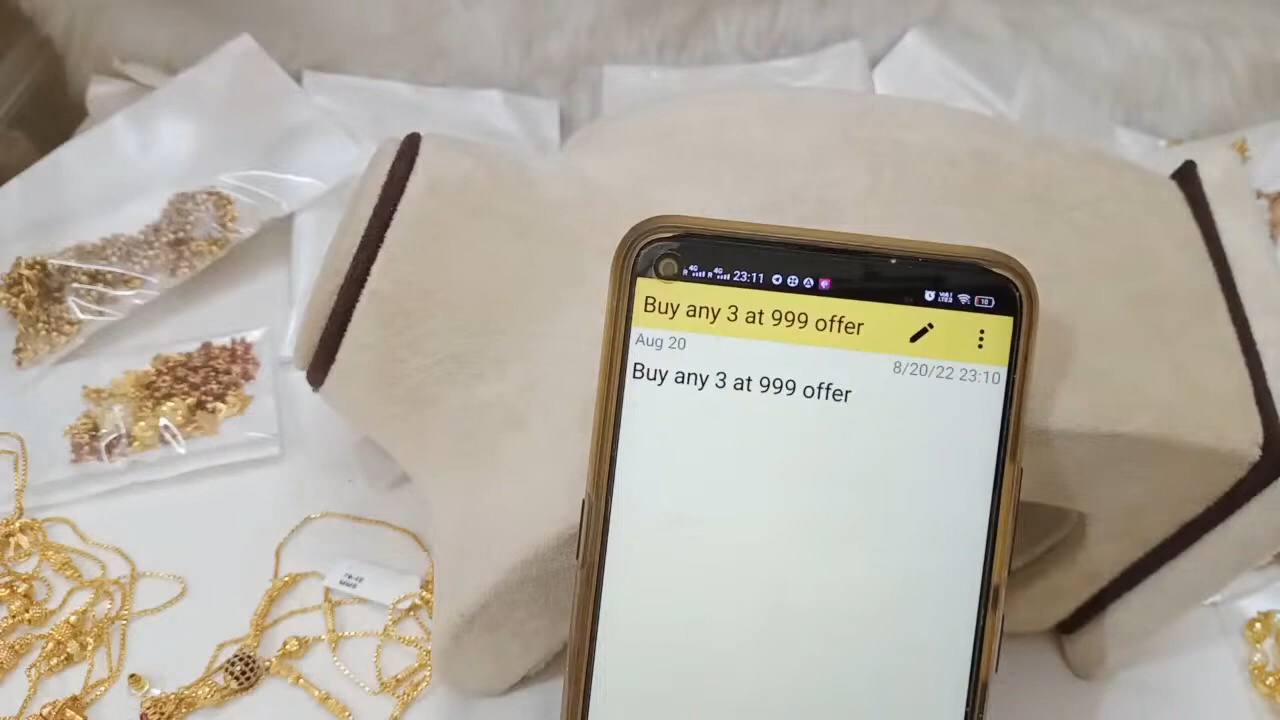 23:11
Buy any 3 at 999 offer
Aug 20
8/20/22 23:10
Buy any 3 at 999 offer